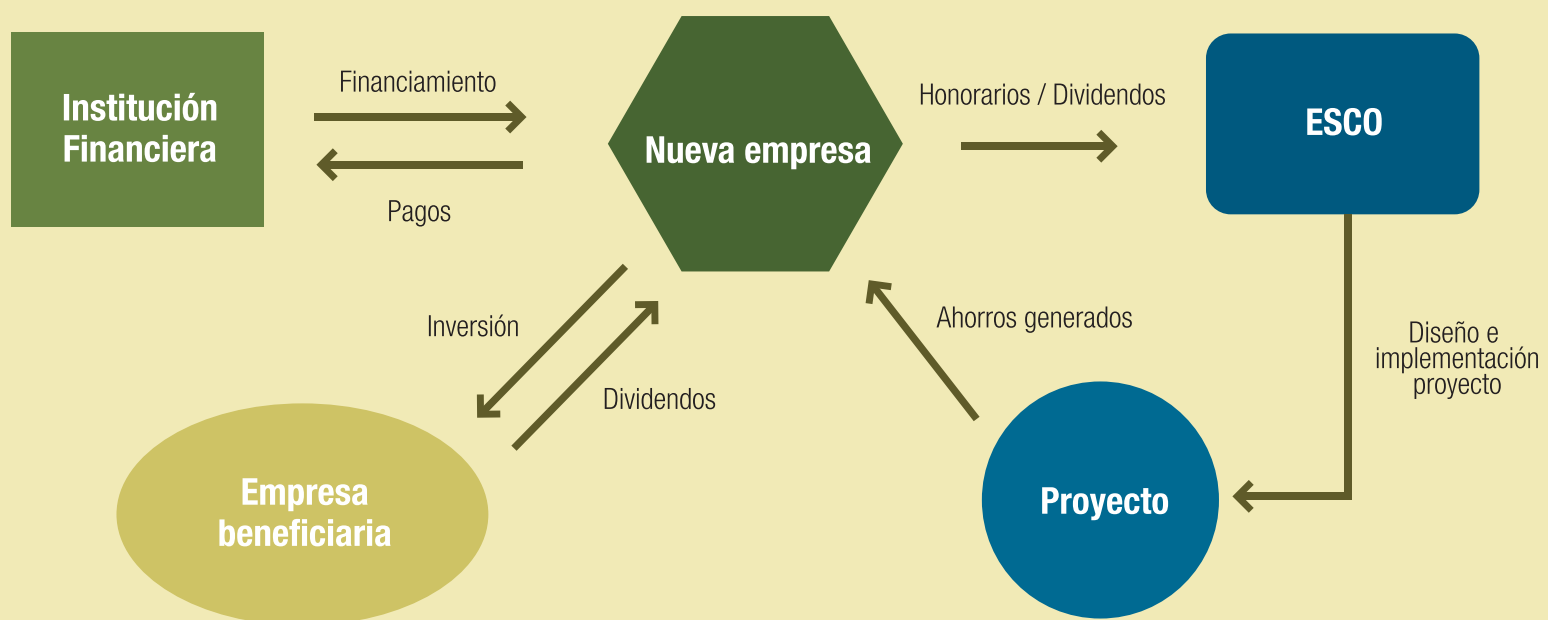 Institución
Financiera
Financiamiento
Pagos
Nueva empresa
Honorarios / Dividendos
ESCO
Inversión
Dividendos
Ahorros generados
Diseño e
implementación
proyecto
Empresa
beneficiaria
Proyecto